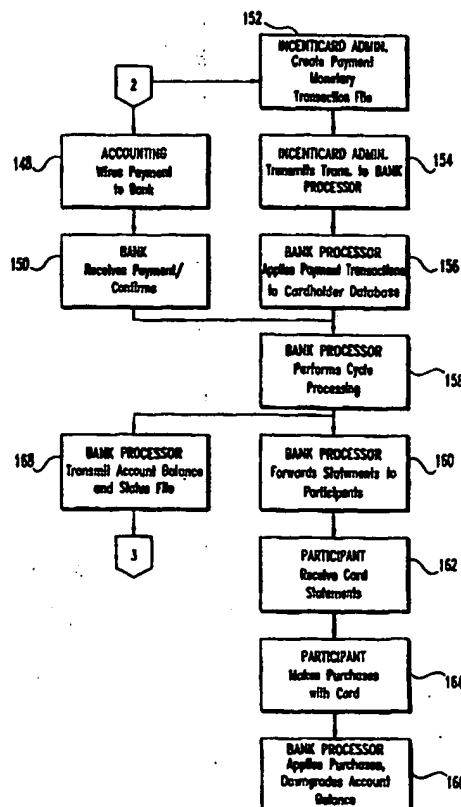 152
INCENTICARD ADMIN.
Create Payment
Monetary
Transaction File
2
148
ACCOUNTING
Wires Payment
to Bank
INCENTICARD ADMIN.
Transmits Trans. to BANK
PROCESSOR
154
150
BANK
Receives Payment/
Confirms
BANK PROCESSOR
Applies Payment Transactions
to Cardholder Database
156
BANK PROCESSOR
Performs Cycle
Processing
158
168
BANK PROCESSOR
Transmit Account Balance
and Status File
BANK PROCESSOR
Forwards Statements to
Participants
160
3
PARTICIPANT
Receive Card
Statements
162
PARTICIPANT
Makes Purchases
with Card
164
BANK PROCESSOR
Applies Purchases,
Downgrades Account
Balance
166